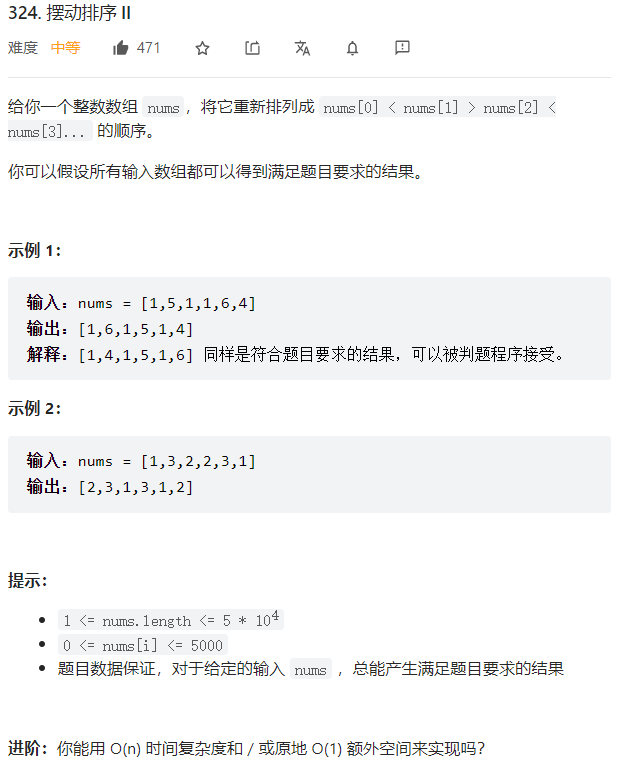 324. 摆动排序 II
难度 中等 471
给你一个整数数组 nums，将它重新排列成 nums[0] < nums[1] > nums[2] <
nums[3]... 的顺序。
你可以假设所有输入数组都可以得到满足题目要求的结果。
示例 1：
输入：nums = [1,5,1,1,6,4]
输出：[1,6,1,5,1,4]
解释：[1,4,1,5,1,6] 同样是符合题目要求的结果，可以被判题程序接受。
示例 2：
输入：nums = [1,3,2,2,3,1]
输出：[2,3,1,3,1,2]
提示：
1 <= nums.length <= 5 * 10⁴
0 <= nums[i] <= 5000
题目数据保证，对于给定的输入 nums ，总能产生满足题目要求的结果
进阶：你能用 O(n) 时间复杂度和 / 或原地 O(1) 额外空间来实现吗？